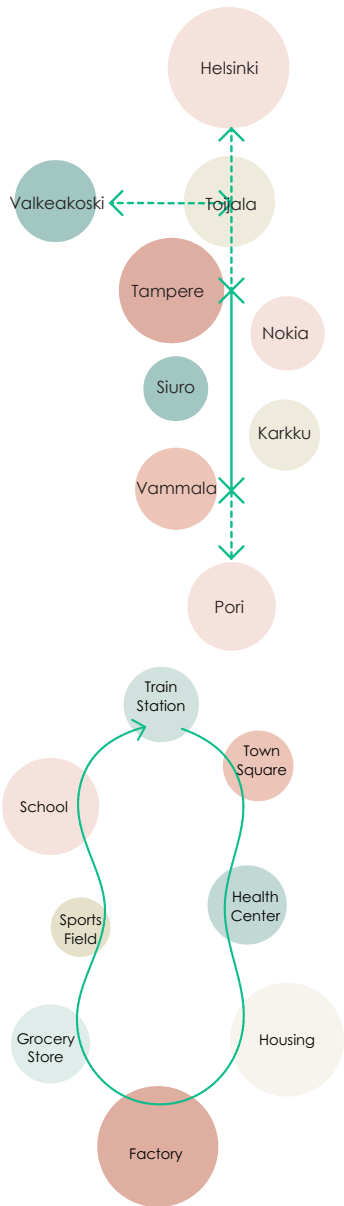 Helsinki
Valkeakoski
Toijala
Tampere
Nokia
Siuro
Karkku
Vammala
Pori
Train
Station
Town
Square
School
Health
Center
Sports
Field
Grocery
Store
Housing
Factory